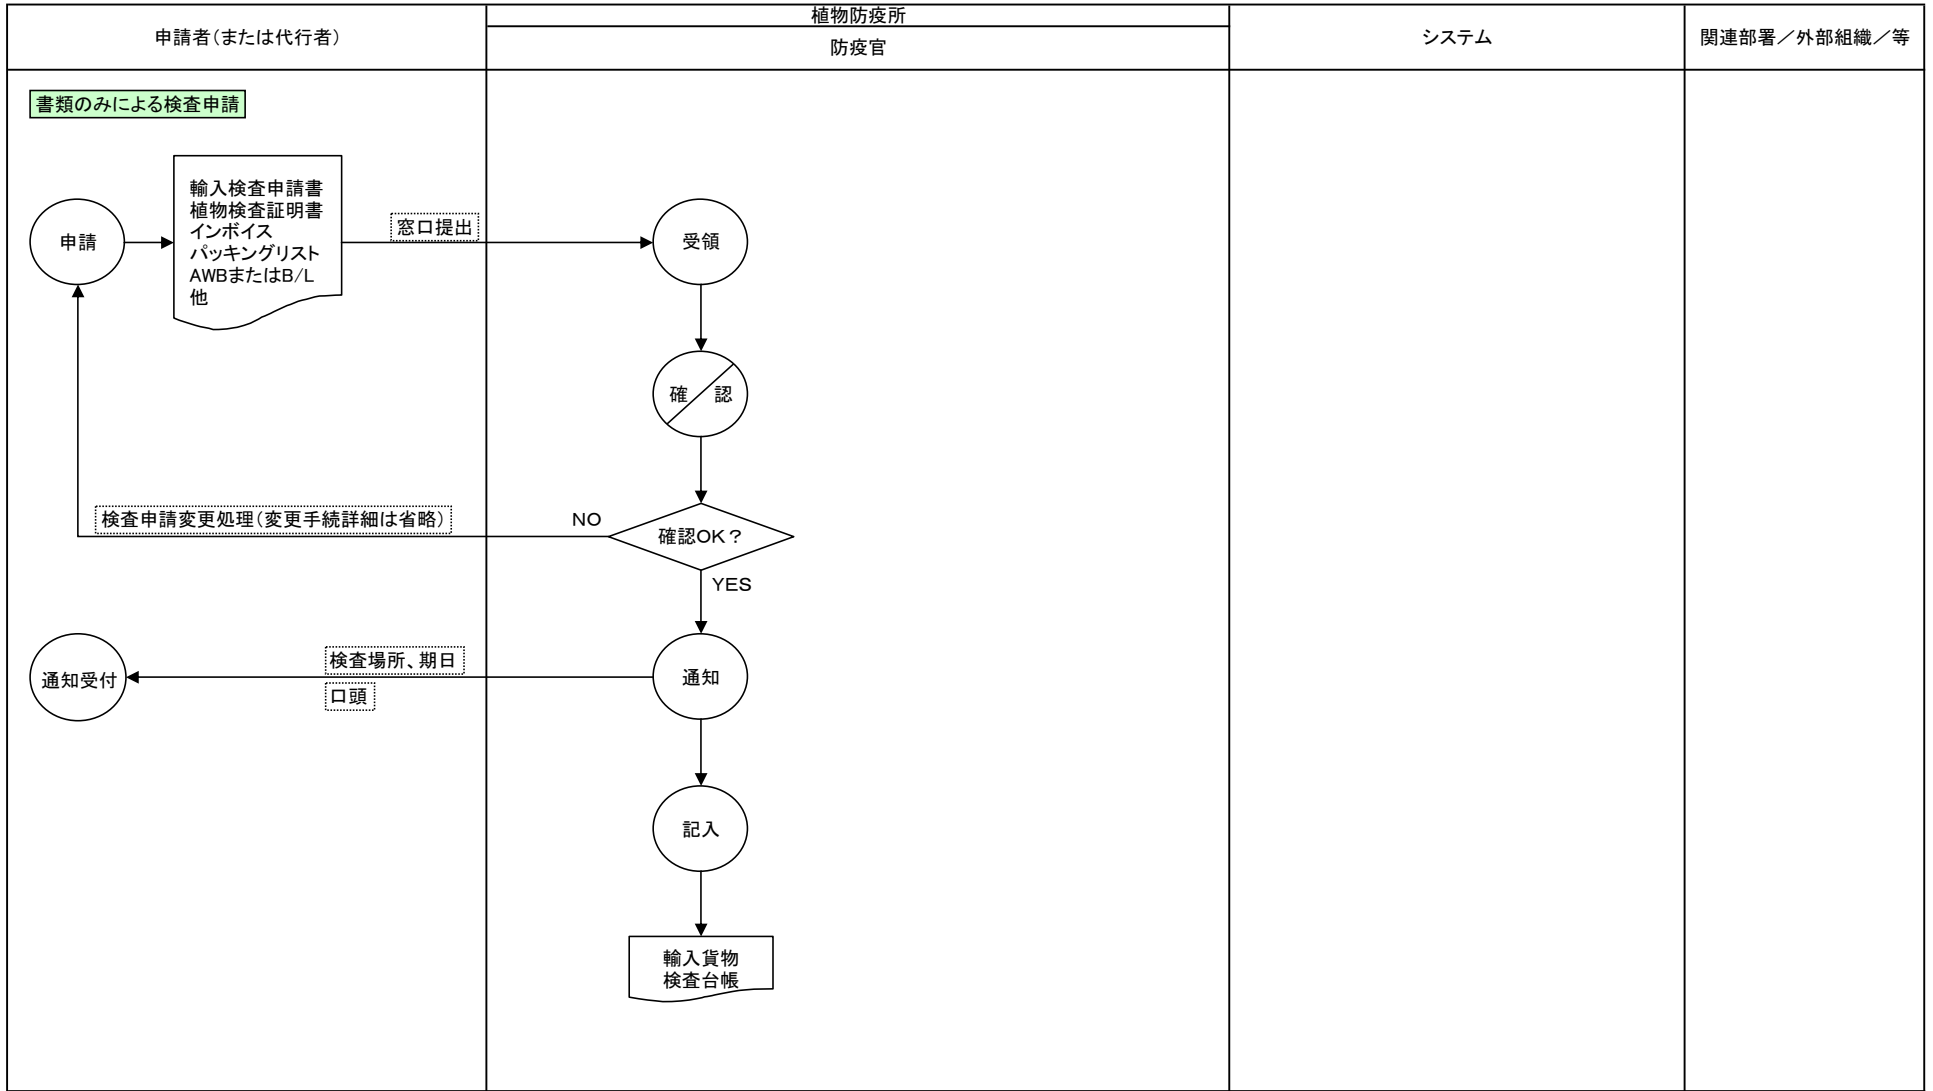 植物防疫所
申請者(または代行者)
防疫官
システム
関連部署／外部組織／等
書類のみによる検査申請
輸入検査申請書
植物検査証明書
インボイス
パッキングリスト
AWBまたはB/L
他
申請
窓口提出
受領
確 認
検査申請変更処理(変更手続詳細は省略)
NO
確認OK？
YES
検査場所、期日
通知受付
通知
口頭
記入
輸入貨物
検査台帳